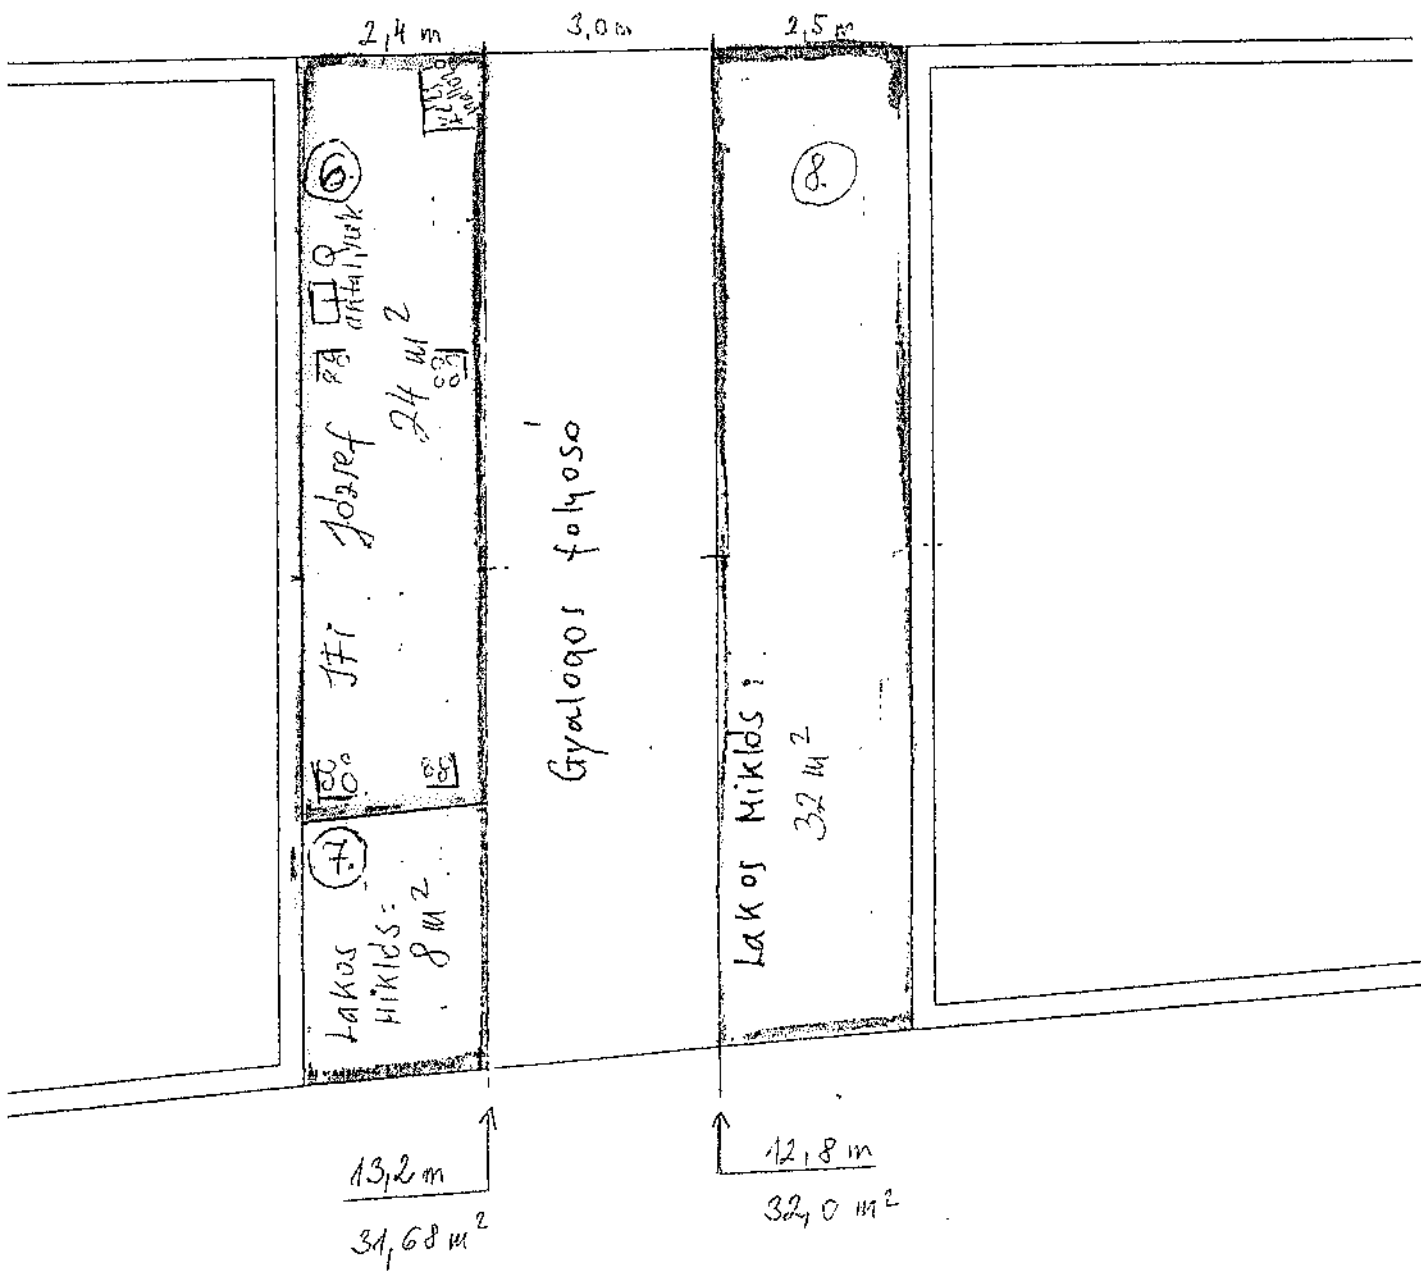 2,4 m
3,0 m
2,5 m
6.
8.
24 m²
Ifi József
Gyalogos folyosó
Lakos Miklós:
32 m²
7.
Lakos
Miklós:
8 m²
13,2 m
31,68 m²
12,8 m
32,0 m²